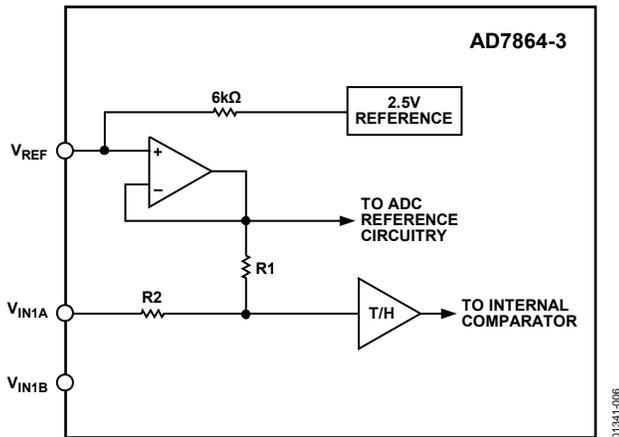 AD7864-3
6kΩ
2.5V
REFERENCE
VREF
+
–
TO ADC
REFERENCE
CIRCUITRY
R1
VIN1A
R2
T/H
TO INTERNAL
COMPARATOR
VIN1B
01341-006